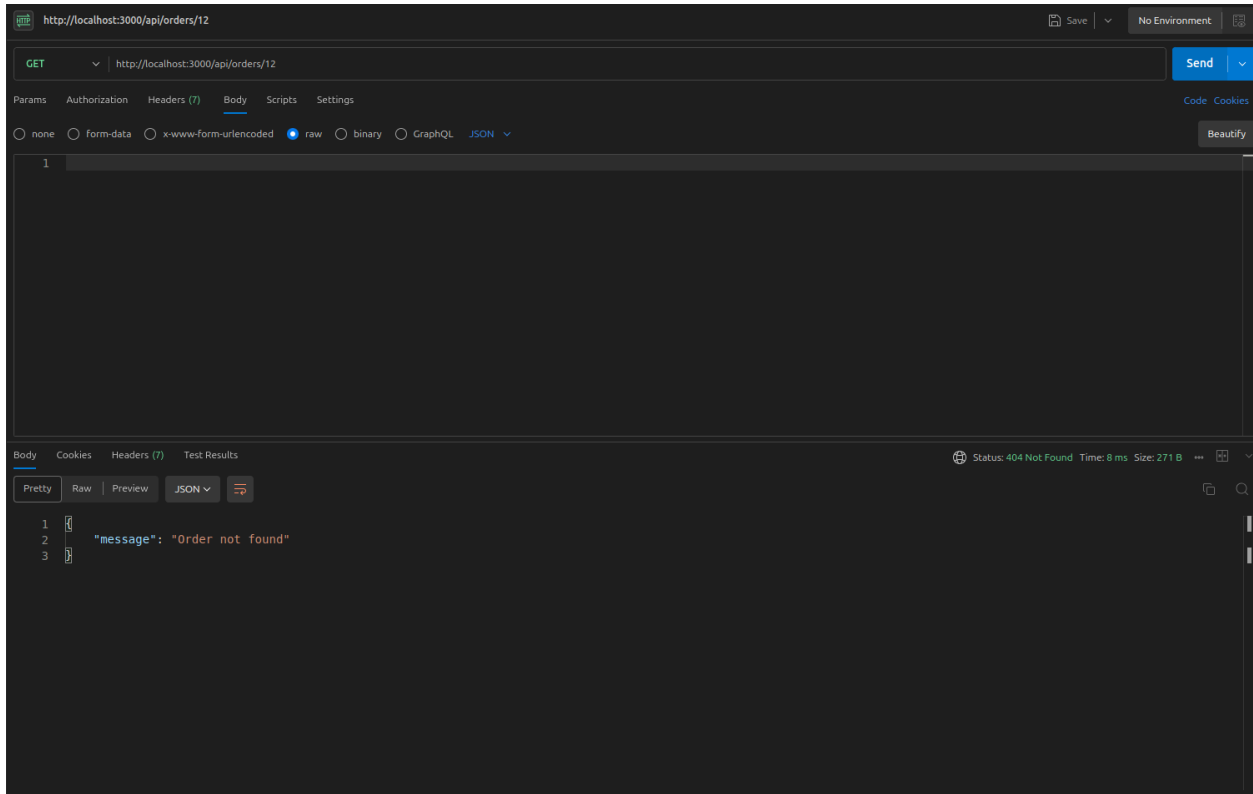 HTTP http://localhost:3000/api/orders/12 Save No Environment
GET http://localhost:3000/api/orders/12 Send
Params Authorization Headers (7) Body Scripts Settings Code Cookies
none form-data x-www-form-urlencoded raw binary GraphQL JSON Beautify
1
Body Cookies Headers (7) Test Results Status: 404 Not Found Time: 8 ms Size: 271 B
Pretty Raw Preview JSON
1 {
2 "message": "Order not found"
3 }